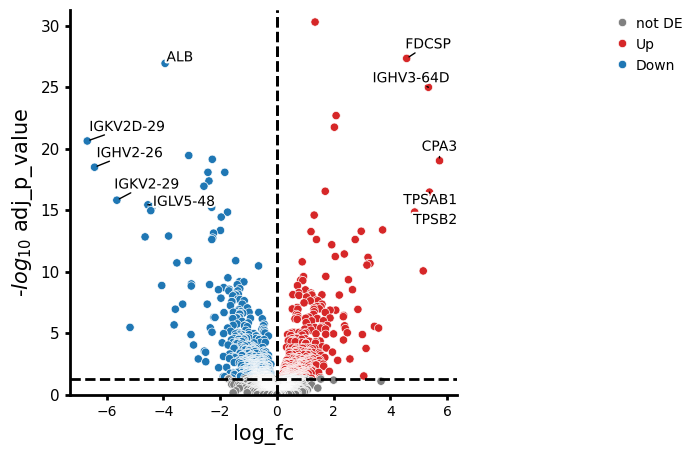 not DE
Up
Down
-log₁₀ adj_p_value
30
25
20
15
10
5
0
FDCSP
ALB
IGHV3-64D
IGKV2D-29
CPA3
IGHV2-26
IGKV2-29
IGLV5-48
TPSAB1
TPSB2
−6
−4
−2
0
2
4
6
log_fc